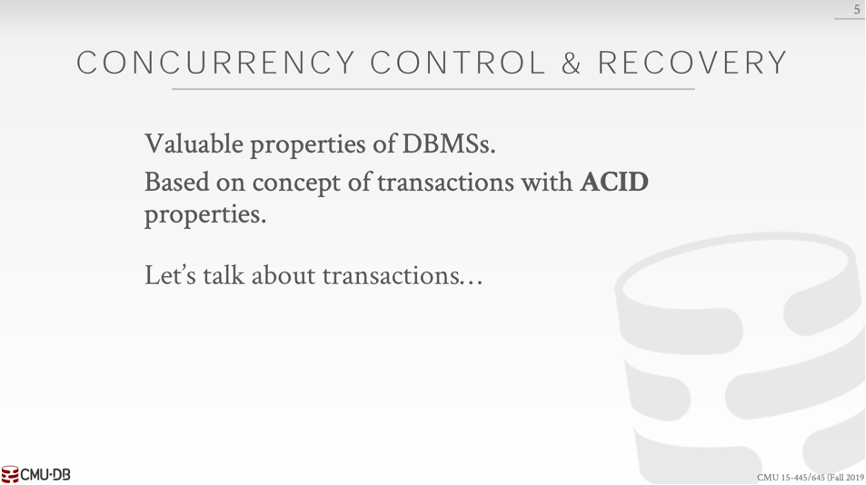 5
CONCURRENCY CONTROL & RECOVERY
Valuable properties of DBMSs.
Based on concept of transactions with ACID
properties.
Let’s talk about transactions…
CMU·DB
CMU 15-445/645 (Fall 2019